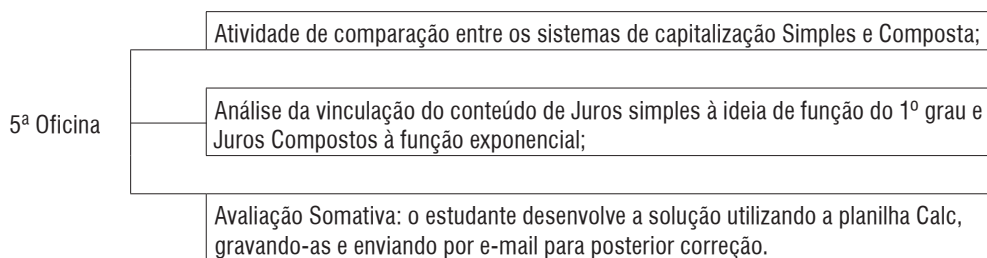 Atividade de comparação entre os sistemas de capitalização Simples e Composta;
5ª Oficina
Análise da vinculação do conteúdo de Juros simples à ideia de função do 1º grau e
Juros Compostos à função exponencial;
Avaliação Somativa: o estudante desenvolve a solução utilizando a planilha Calc,
gravando-as e enviando por e-mail para posterior correção.